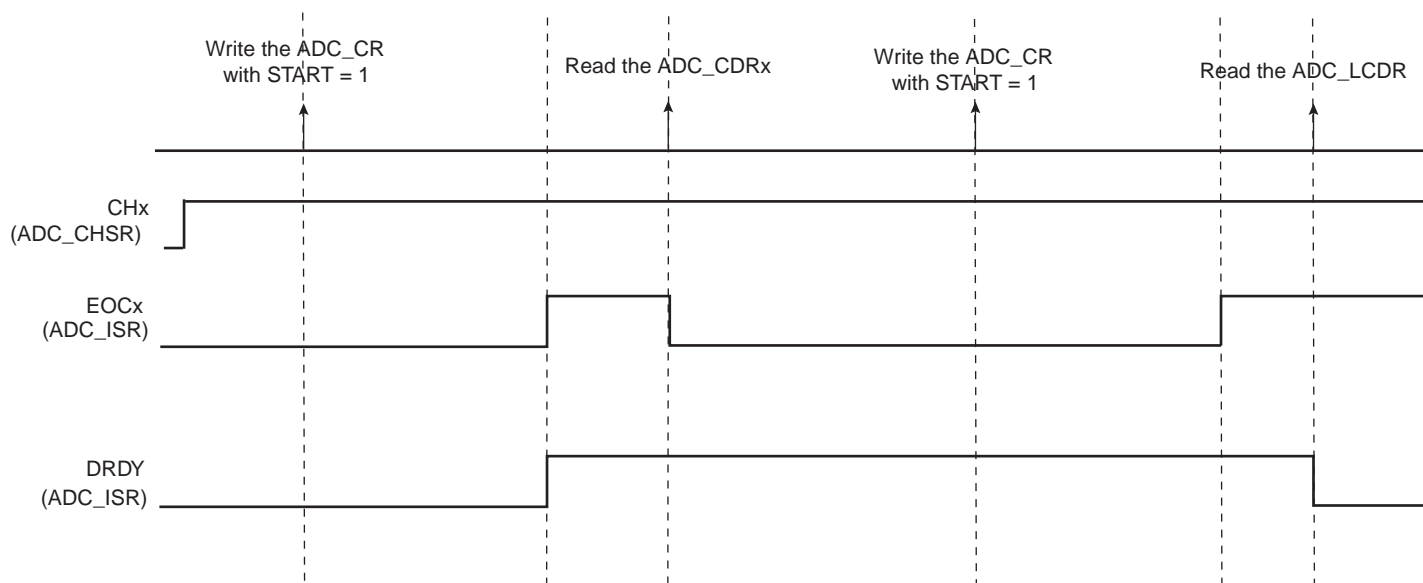 Write the ADC_CR
with START = 1
Read the ADC_CDRx
Write the ADC_CR
with START = 1
Read the ADC_LCDR
CHx
(ADC_CHSR)
EOCx
(ADC_ISR)
DRDY
(ADC_ISR)